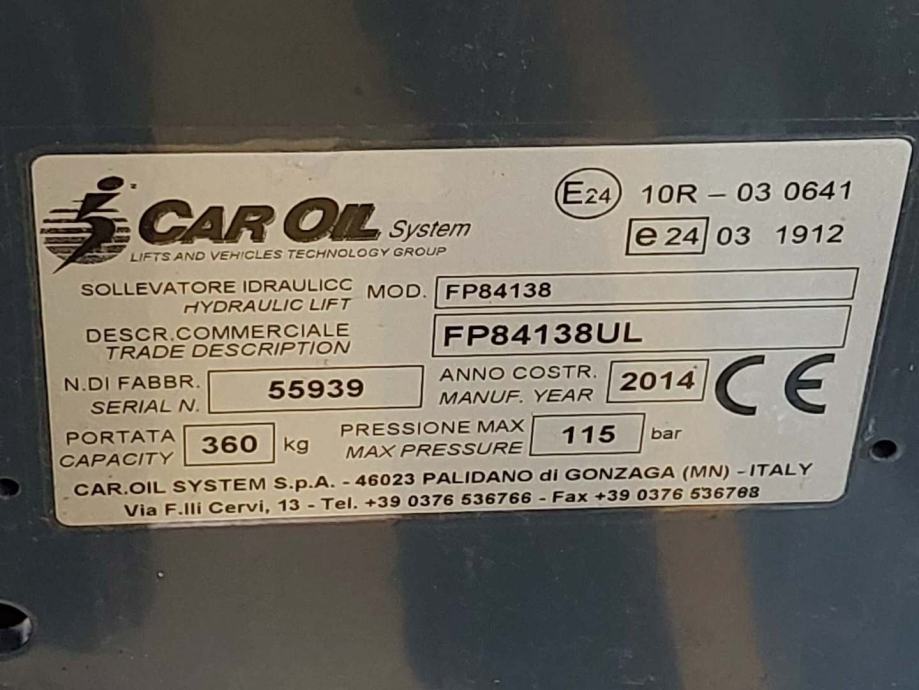 CAR OIL System
LIFTS AND VEHICLES TECHNOLOGY GROUP
E24 10R - 03 0641
e 24 03 1912
SOLLEVATORE IDRAULICC MOD. FP84138
HYDRAULIC LIFT
DESCR.COMMERCIALE FP84138UL
TRADE DESCRIPTION
N.DI FABBR. 55939 ANNO COSTR. 2014 CE
SERIAL N. MANUF. YEAR
PORTATA 360 kg PRESSIONE MAX 115 bar
CAPACITY MAX PRESSURE
CAR.OIL SYSTEM S.p.A. - 46023 PALIDANO di GONZAGA (MN) - ITALY
Via F.lli Cervi, 13 - Tel. +39 0376 536766 - Fax +39 0376 536768